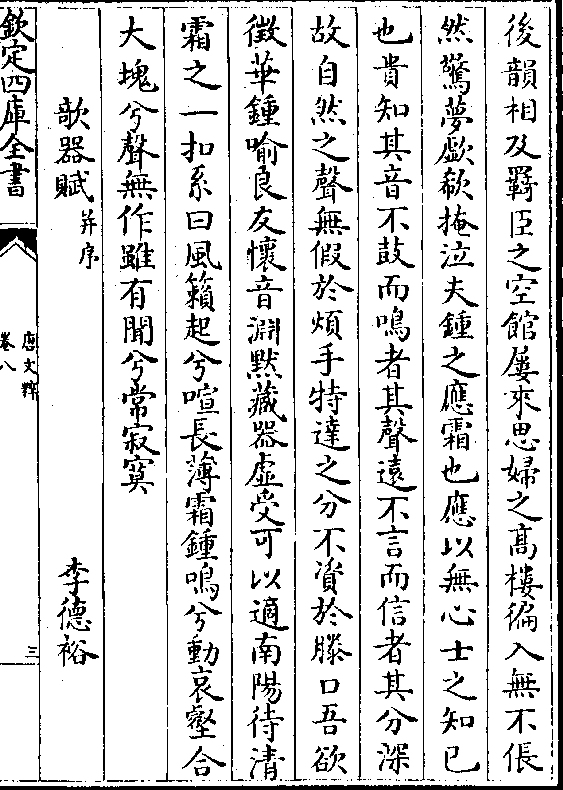 後韻相及羇臣之空館屢來思婦之髙樓徧入無不倀
然驚夢歔欷掩泣夫鍾之應霜也應以無心士之知已
也貴知其音不鼓而鳴者其聲逺不言而信者其分深
故自然之聲無假於煩手特達之分不資於滕口吾欲
徴華鍾喻良友懐音淵黙藏器虚受可以適南陽待清
霜之一扣系曰風籟起兮喧長薄霜鍾鳴兮動哀壑合
大塊兮聲無作雖有聞兮常寂寞
欹器賦并序　李德裕
欽定四庫全書
唐文粹
卷八
三